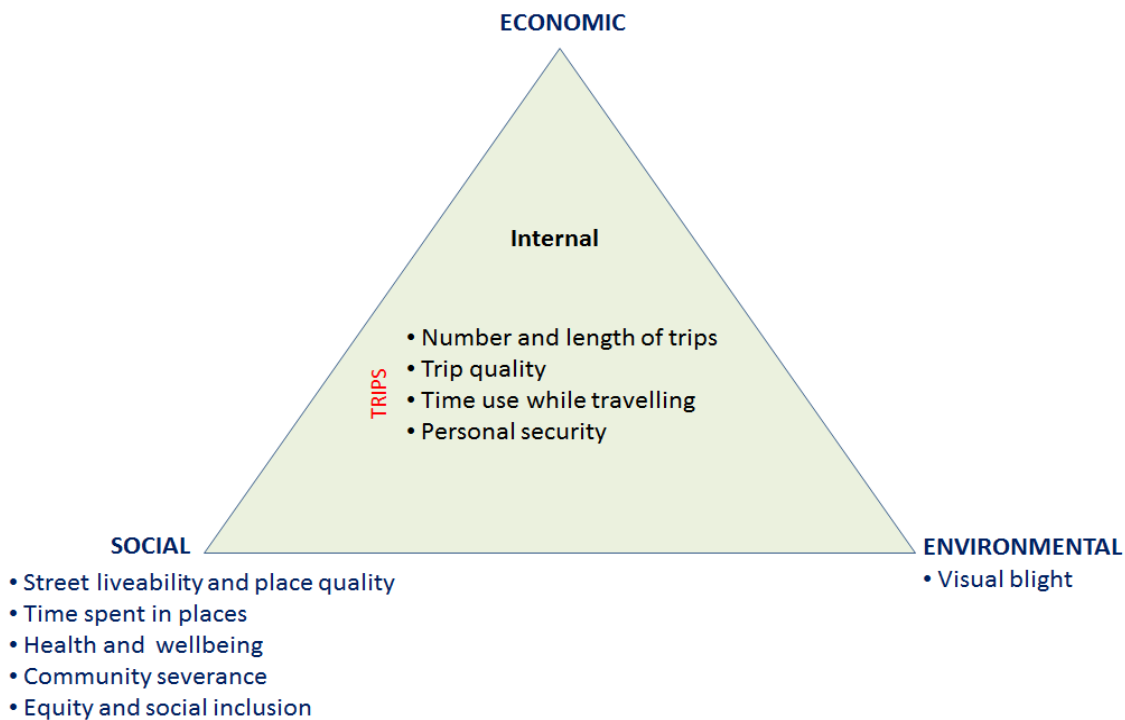 ECONOMIC
Internal
• Number and length of trips
• Trip quality
• Time use while travelling
• Personal security
TRIPS
SOCIAL
• Street liveability and place quality
• Time spent in places
• Health and wellbeing
• Community severance
• Equity and social inclusion
ENVIRONMENTAL
• Visual blight